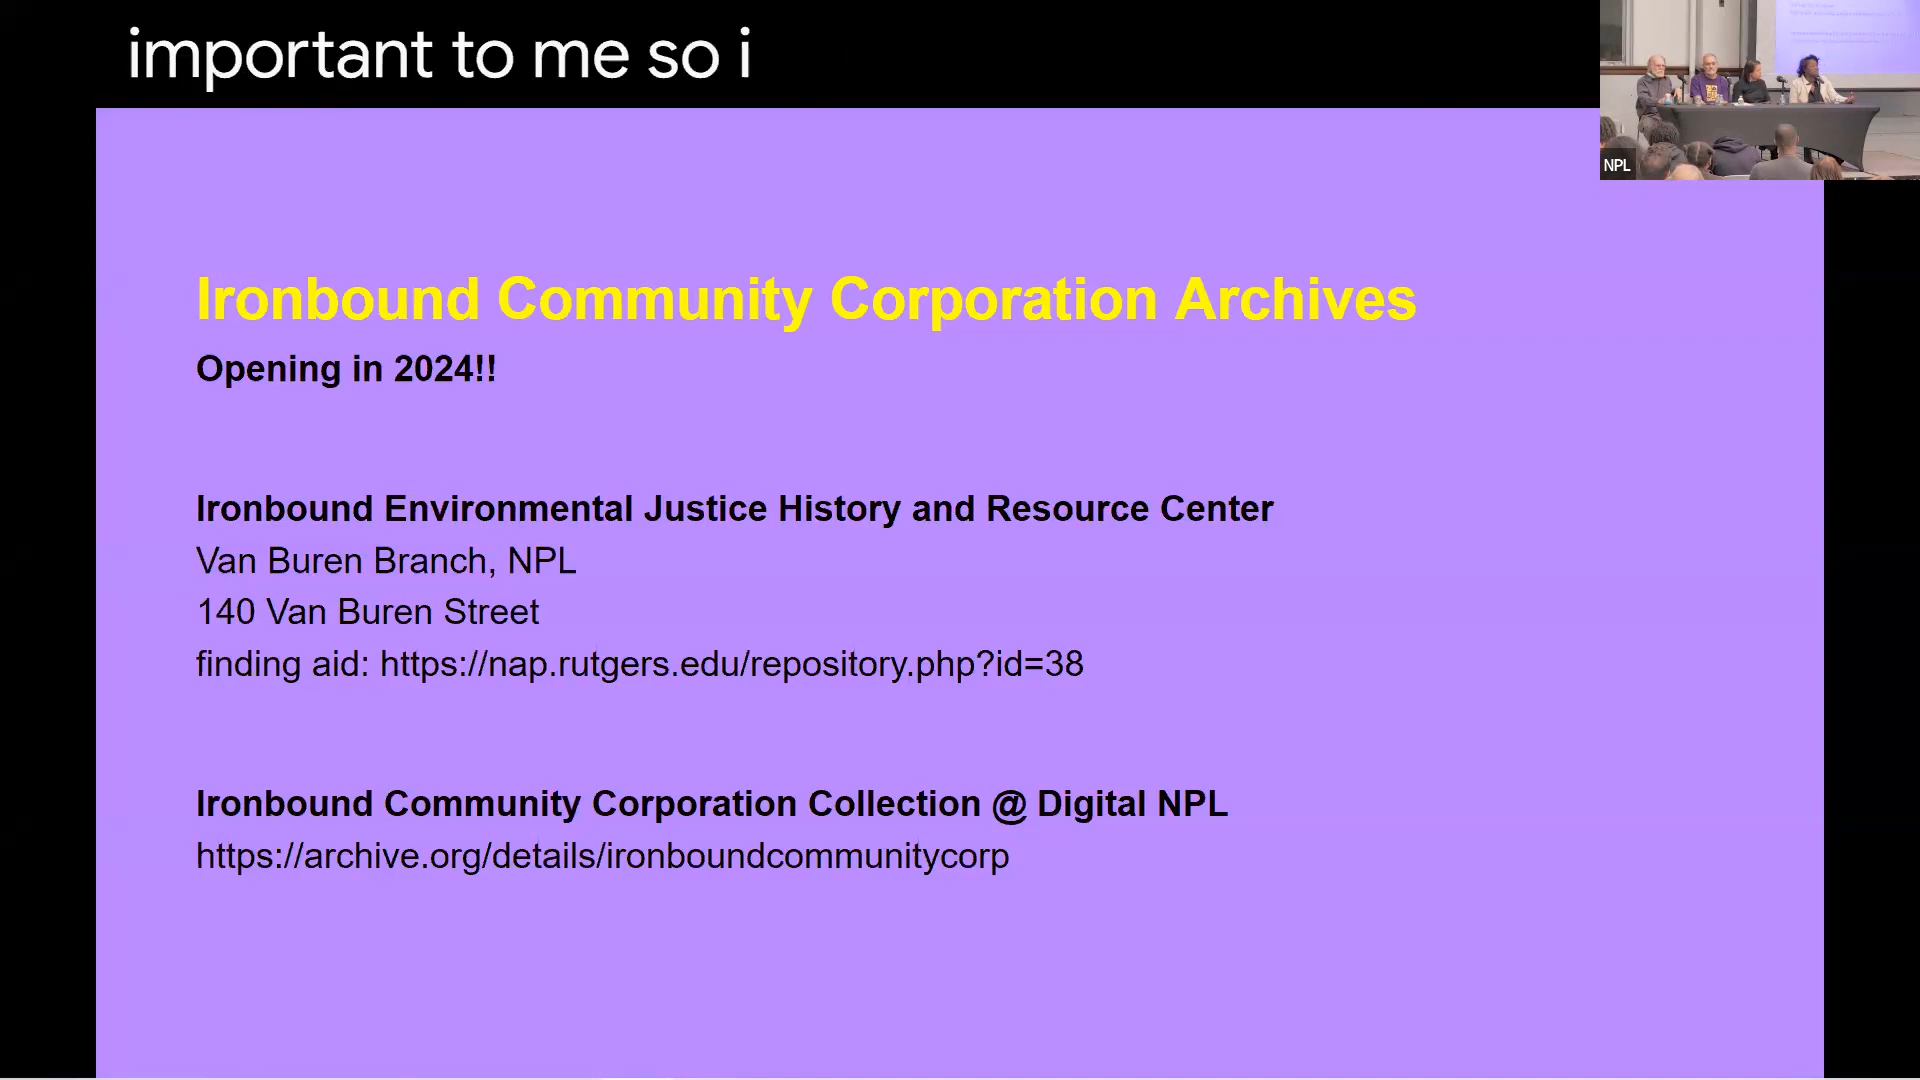 important to me so i
NPL
Ironbound Community Corporation Archives
Opening in 2024!!
Ironbound Environmental Justice History and Resource Center
Van Buren Branch, NPL
140 Van Buren Street
finding aid: https://nap.rutgers.edu/repository.php?id=38
Ironbound Community Corporation Collection @ Digital NPL
https://archive.org/details/ironboundcommunitycorp